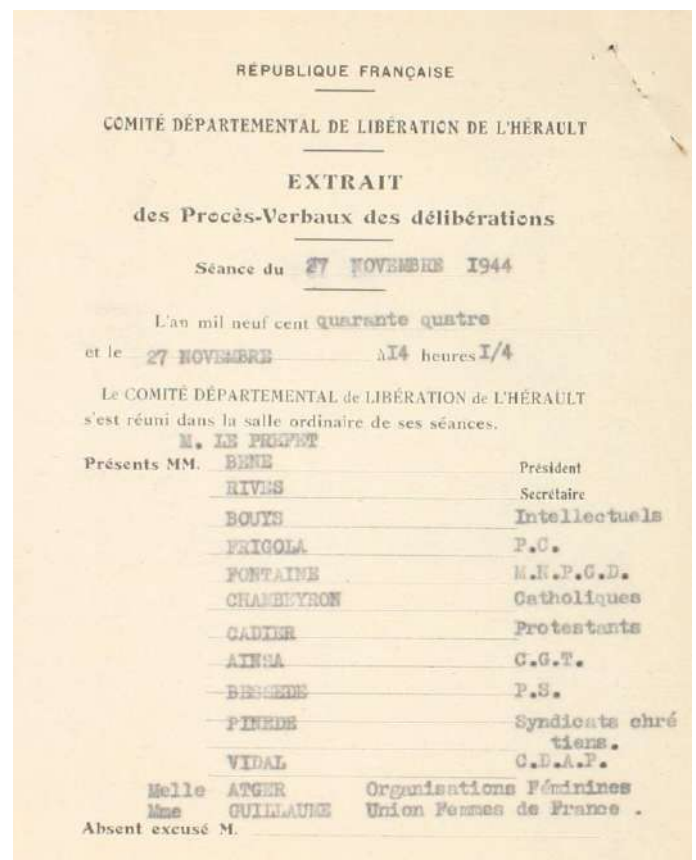 RÉPUBLIQUE FRANÇAISE
COMITÉ DÉPARTEMENTAL DE LIBÉRATION DE L'HÉRAULT
EXTRAIT
des Procès-Verbaux des délibérations
Séance du 27 NOVEMBRE I944
L'an mil neuf cent quarante quatre
et le 27 NOVEMBRE à I4 heures I/4
Le COMITÉ DÉPARTEMENTAL de LIBÉRATION de L'HÉRAULT
s'est réuni dans la salle ordinaire de ses séances.
M. LE PREFET
Présents MM. BENE Président
RIVES Secrétaire
BOUYS Intellectuels
FRIGOLA P.C.
FONTAINE M.N.P.G.D.
CHAMBEYRON Catholiques
CADIER Protestants
AINSA C.G.T.
BESSEDE P.S.
PINEDE Syndicats chré
tiens.
VIDAL C.D.A.P.
Melle ATGER Organisations Féminines
Mme GUILLAUME Union Femmes de France .
Absent excusé M.